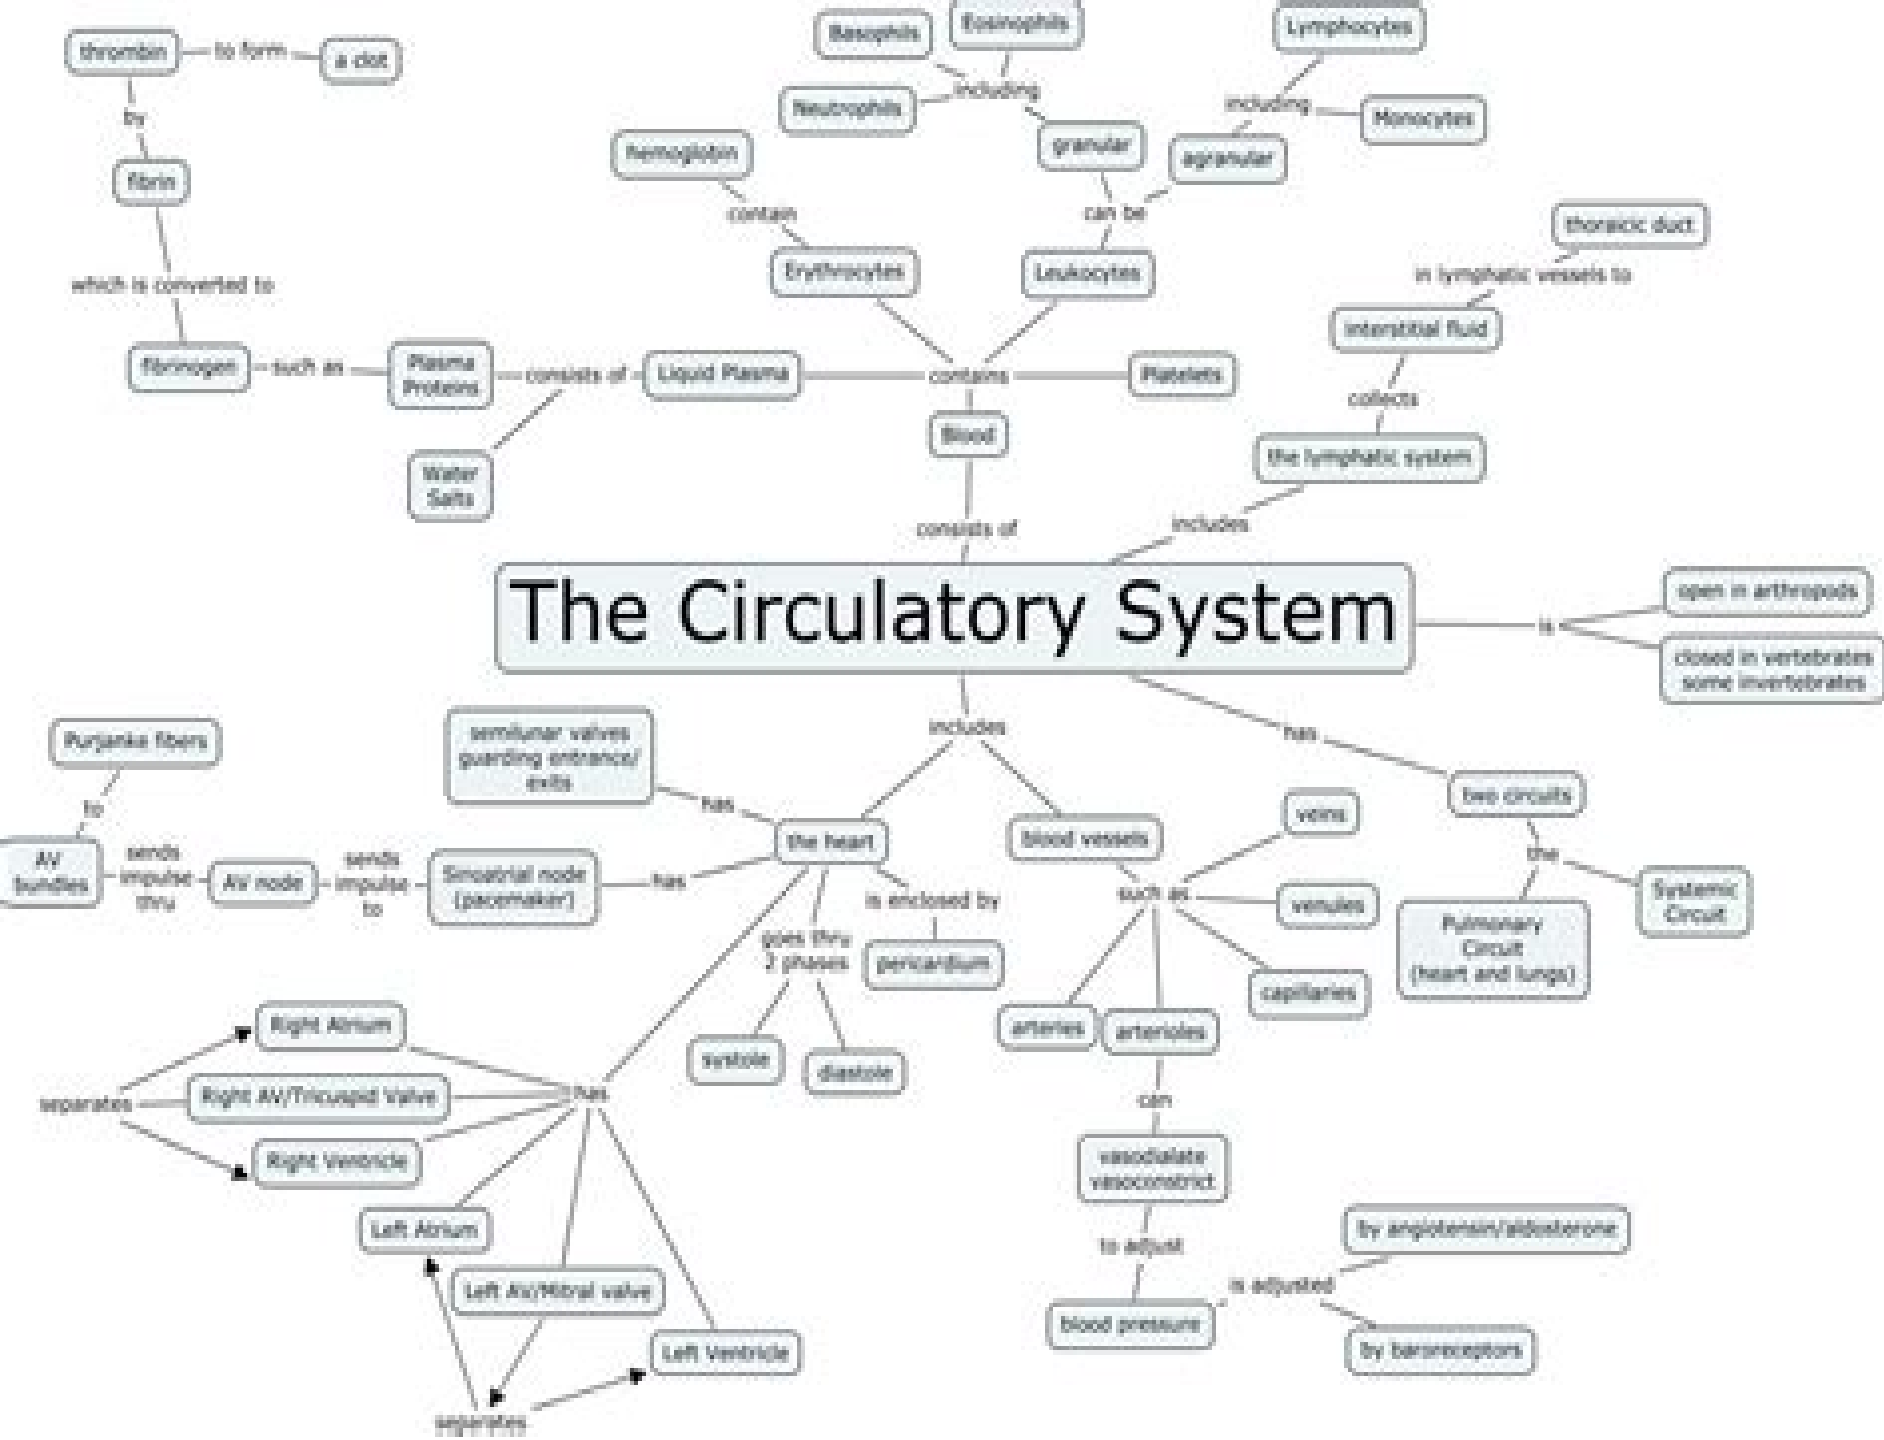 Eosinophils
Lymphocytes
Basophils
thrombin
to form
a clot
including
including
Neutrophils
Monocytes
by
granular
agranular
hemoglobin
fibrin
contain
can be
thoraicic duct
Erythrocytes
Leukocytes
in lymphatic vessels to
which is converted to
interstitial fluid
fibrinogen
such as
Plasma
Proteins
consists of
Liquid Plasma
contains
Platelets
collects
Blood
the lymphatic system
Water
Salts
consists of
includes
The Circulatory System
open in arthropods
is
closed in vertebrates
some invertebrates
includes
has
semilunar valves
guarding entrance/
exits
Purjanke fibers
to
has
the heart
blood vessels
veins
two circuits
the
AV
bundles
sends
impulse
thru
AV node
sends
impulse
to
Sinoatrial node
(pacemaker)
has
is enclosed by
such as
venules
Systemic
Circuit
Pulmonary
Circuit
(heart and lungs)
goes thru
2 phases
pericardium
capillaries
Right Atrium
arteries
arterioles
systole
diastole
separates
Right AV/Tricuspid Valve
has
can
Right Ventricle
vasodialate
vasoconstrict
Left Atrium
to adjust
by angiotensin/aldosterone
Left AV/Mitral valve
is adjusted
blood pressure
by baroreceptors
Left Ventricle
separates